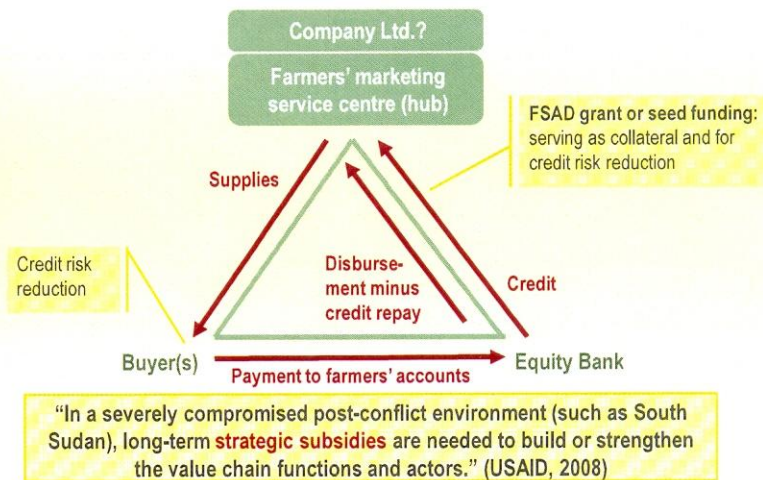 Company Ltd.?
Farmers' marketing
service centre (hub)
FSAD grant or seed funding:
serving as collateral and for
credit risk reduction
Supplies
Credit risk
reduction
Disburse-
ment minus
credit repay
Credit
Buyer(s)
Payment to farmers' accounts
Equity Bank
“In a severely compromised post-conflict environment (such as South
Sudan), long-term strategic subsidies are needed to build or strengthen
the value chain functions and actors.” (USAID, 2008)